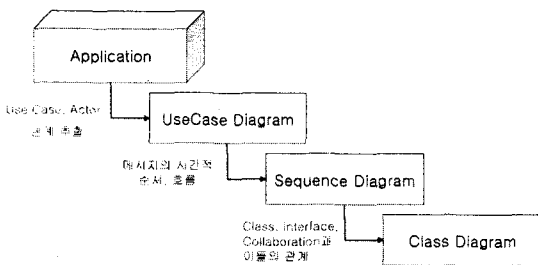 Application
Use Case, Actor
관계 추출
UseCase Diagram
메시지의 시간적
순서, 흐름
Sequence Diagram
Class, Interface,
Collaboration과
이들의 관계
Class Diagram